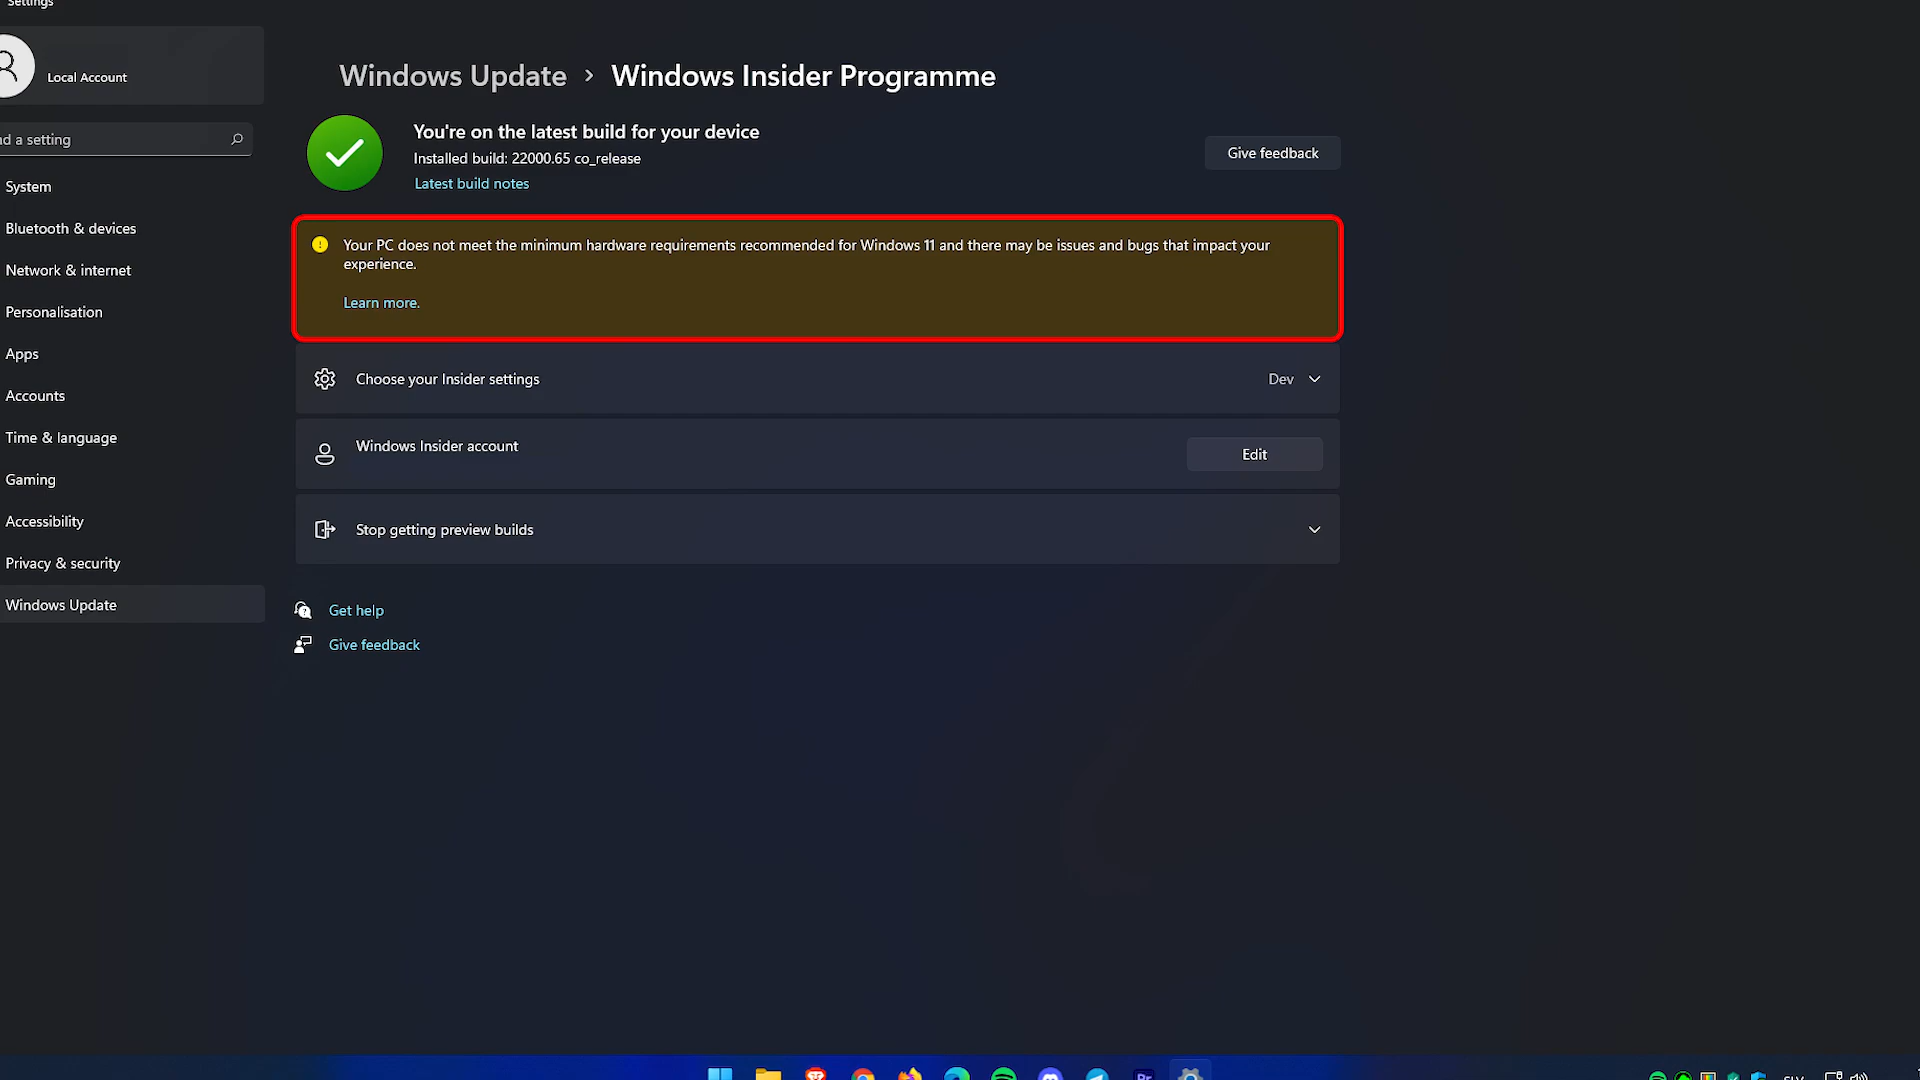 Settings
Local Account
d a setting
System
Bluetooth & devices
Network & internet
Personalisation
Apps
Accounts
Time & language
Gaming
Accessibility
Privacy & security
Windows Update
Windows Update > Windows Insider Programme
You're on the latest build for your device
Installed build: 22000.65 co_release
Latest build notes
Give feedback
Your PC does not meet the minimum hardware requirements recommended for Windows 11 and there may be issues and bugs that impact your
experience.
Learn more.
Choose your Insider settings
Dev
Windows Insider account
Edit
Stop getting preview builds
Get help
Give feedback
Pr
SLV